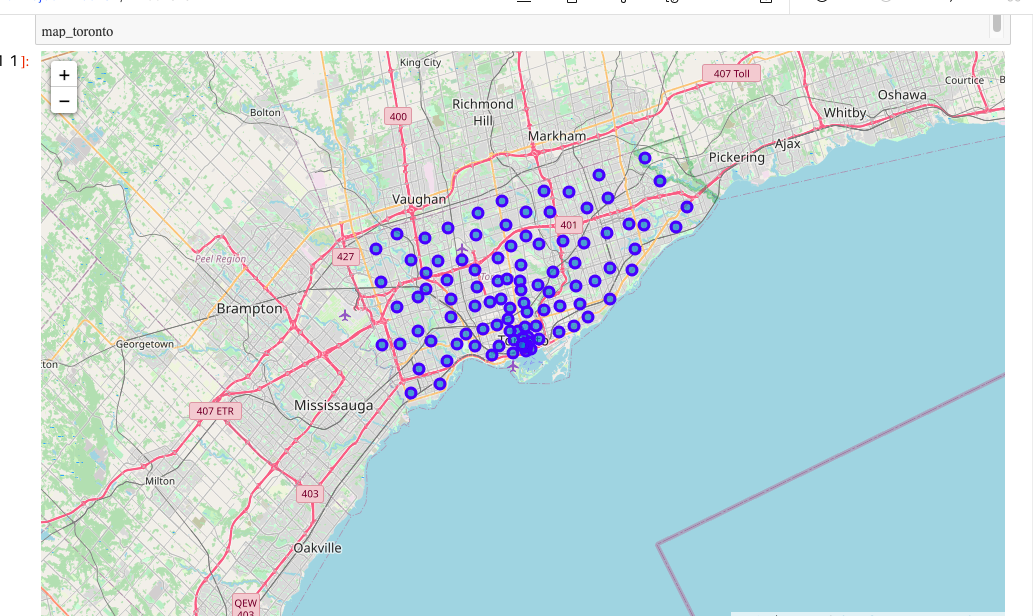 map_toronto
1]:
+
−
King City
407 Toll
Courtice
Oshawa
Bolton
400
Richmond
Hill
Whitby
Markham
Ajax
Pickering
Vaughan
401
427
Peel Region
Brampton
Georgetown
Mississauga
407 ETR
Milton
403
Oakville
QEW
403